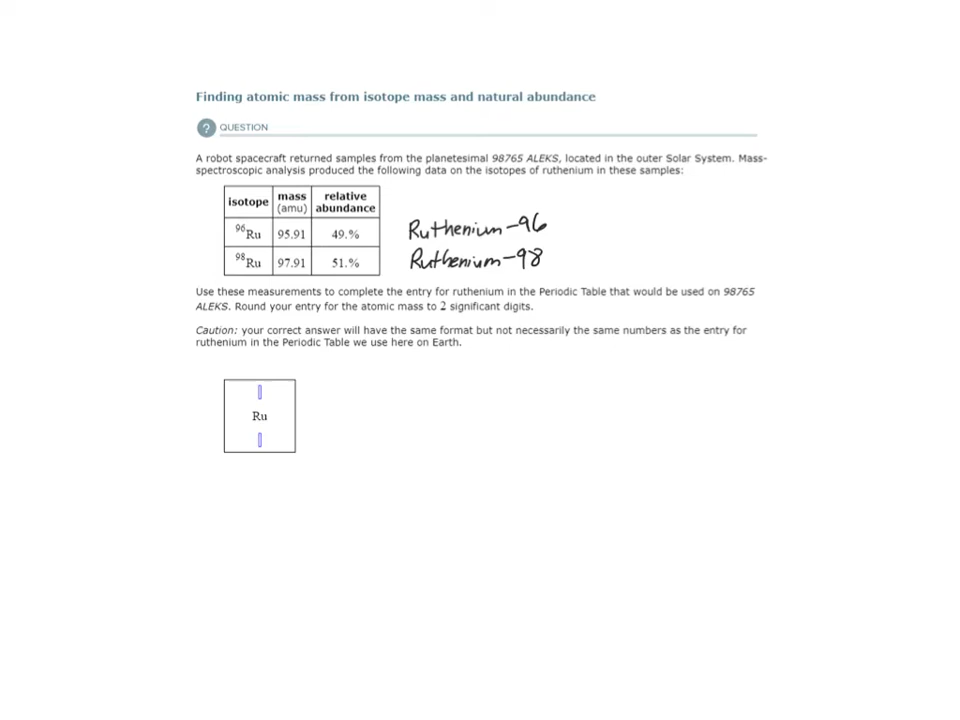 Finding atomic mass from isotope mass and natural abundance
? QUESTION
A robot spacecraft returned samples from the planetesimal 98765 ALEKS, located in the outer Solar System. Mass-
spectroscopic analysis produced the following data on the isotopes of ruthenium in these samples:
isotope mass (amu) relative abundance
96Ru 95.91 49.% Ruthenium-96
98Ru 97.91 51.% Ruthenium-98
Use these measurements to complete the entry for ruthenium in the Periodic Table that would be used on 98765
ALEKS. Round your entry for the atomic mass to 2 significant digits.
Caution: your correct answer will have the same format but not necessarily the same numbers as the entry for
ruthenium in the Periodic Table we use here on Earth.
Ru